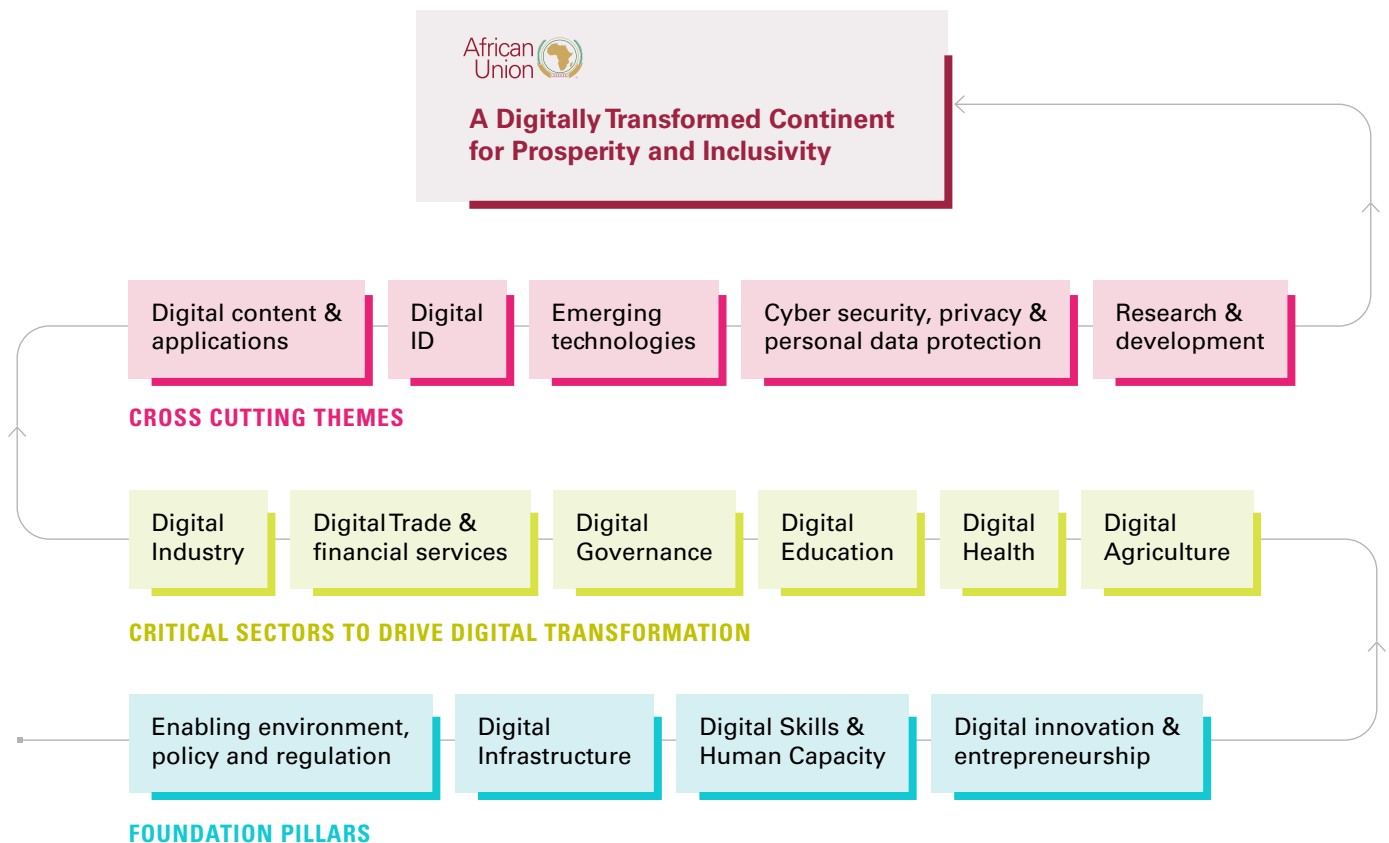 African
Union
A Digitally Transformed Continent
for Prosperity and Inclusivity
Digital content &
applications
Digital
ID
Emerging
technologies
Cyber security, privacy &
personal data protection
Research &
development
CROSS CUTTING THEMES
Digital
Industry
Digital Trade &
financial services
Digital
Governance
Digital
Education
Digital
Health
Digital
Agriculture
CRITICAL SECTORS TO DRIVE DIGITAL TRANSFORMATION
Enabling environment,
policy and regulation
Digital
Infrastructure
Digital Skills &
Human Capacity
Digital innovation &
entrepreneurship
FOUNDATION PILLARS